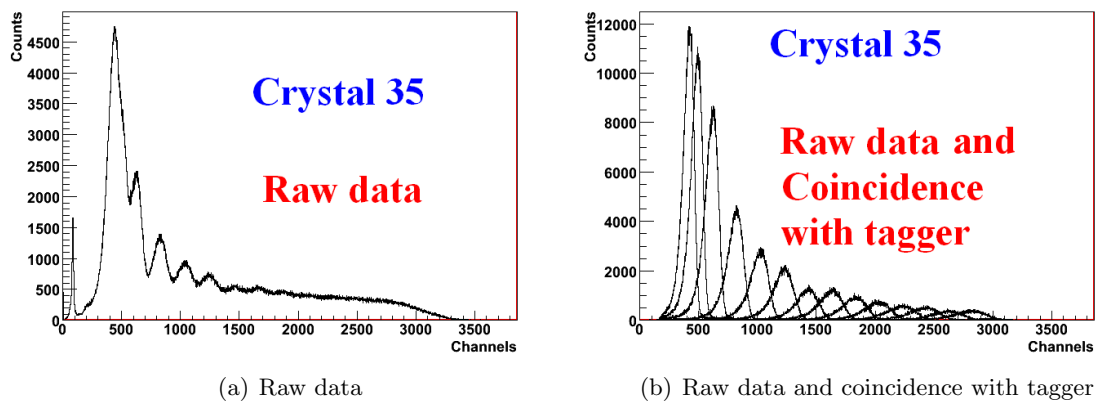 Counts
4500
4000
3500
3000
2500
2000
1500
1000
500
0
0 500 1000 1500 2000 2500 3000 3500
Channels
Crystal 35
Raw data
(a) Raw data
Counts
12000
10000
8000
6000
4000
2000
0
0 500 1000 1500 2000 2500 3000 3500
Channels
Crystal 35
Raw data and
Coincidence
with tagger
(b) Raw data and coincidence with tagger